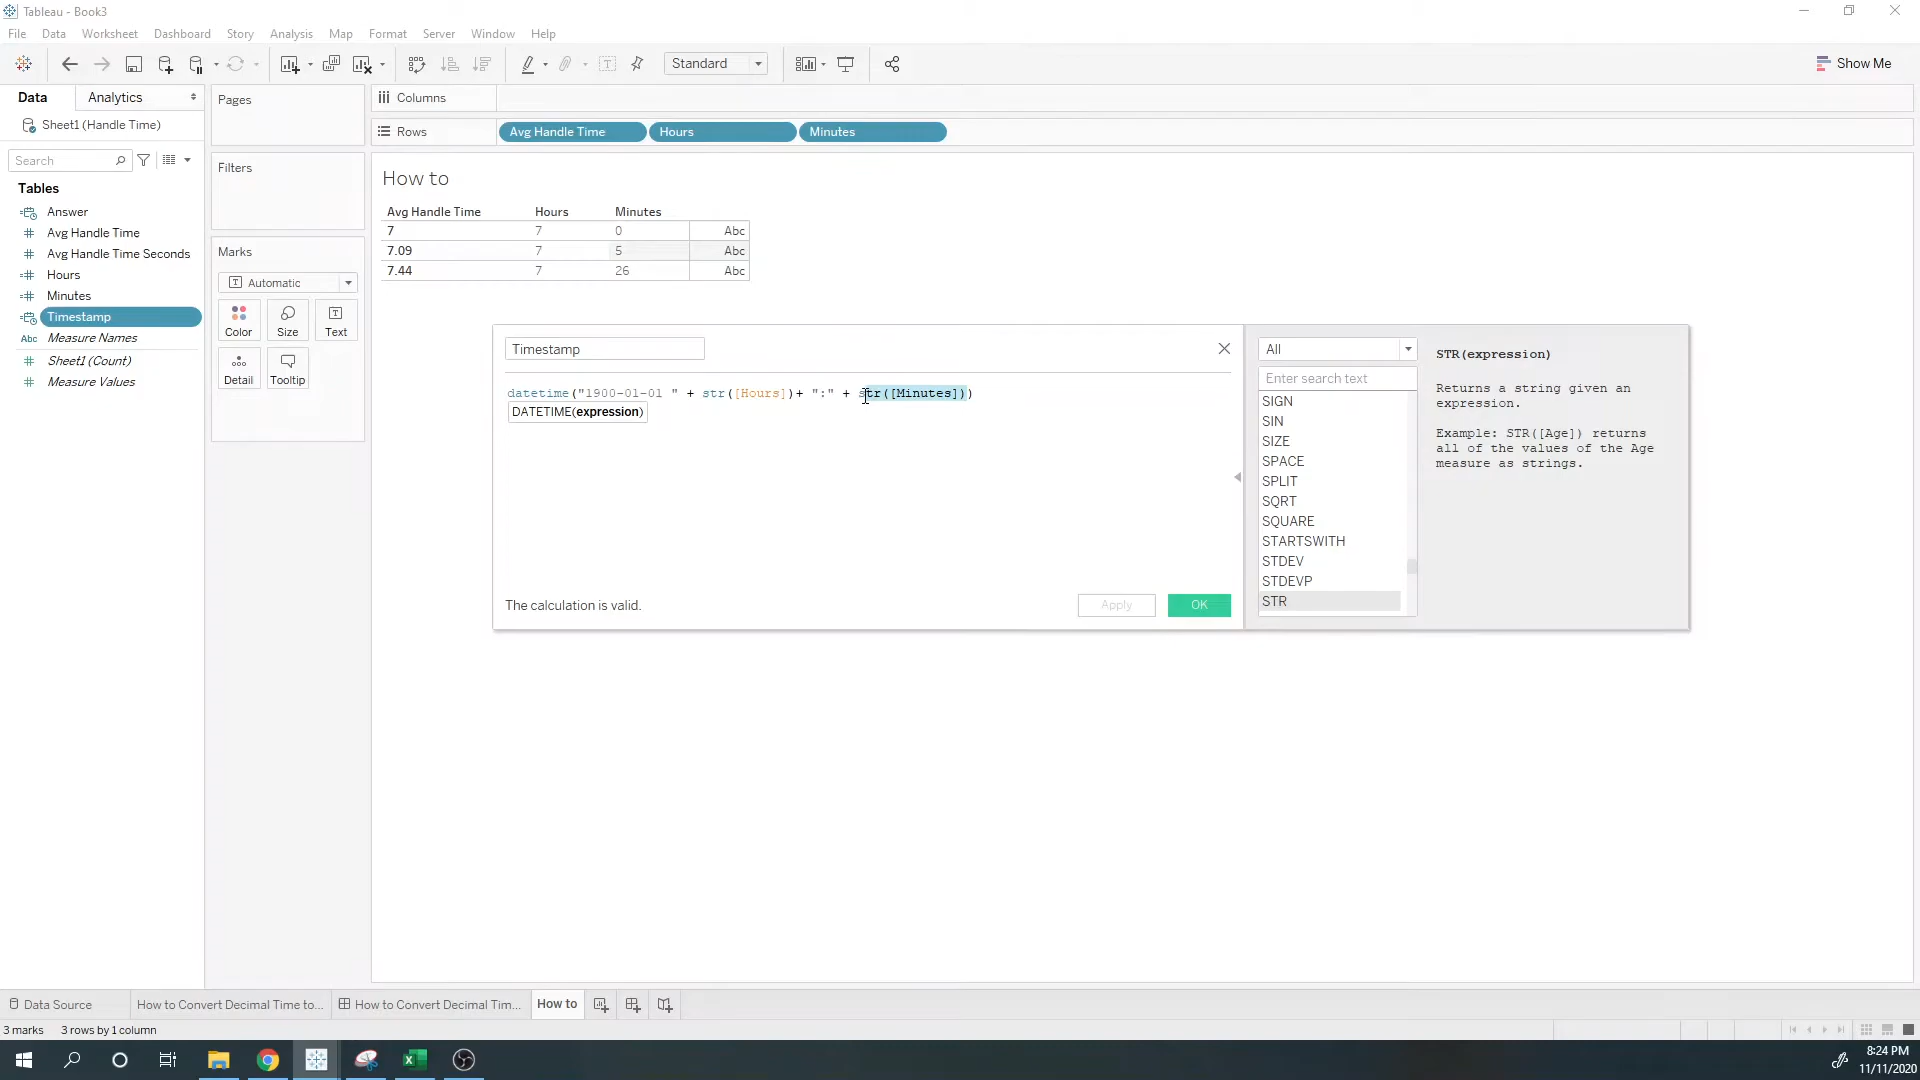 Tableau - Book3
File Data Worksheet Dashboard Story Analysis Map Format Server Window Help
Standard
Show Me
Data Analytics
Sheet1 (Handle Time)
Search
Tables
Answer
Avg Handle Time
Avg Handle Time Seconds
Hours
Minutes
Timestamp
Abc Measure Names
Sheet1 (Count)
Measure Values
Pages
Filters
Marks
Automatic
Color Size Text
Detail Tooltip
Columns
Rows Avg Handle Time Hours Minutes
How to
Avg Handle Time Hours Minutes
7 7 0 Abc
7.09 7 5 Abc
7.44 7 26 Abc
Timestamp
datetime("1900-01-01 " + str([Hours])+ ":" + str([Minutes]))
DATETIME(expression)
The calculation is valid.
Apply OK
All
Enter search text
SIGN
SIN
SIZE
SPACE
SPLIT
SQRT
SQUARE
STARTSWITH
STDEV
STDEVP
STR
STR(expression)
Returns a string given an
expression.
Example: STR([Age]) returns
all of the values of the Age
measure as strings.
Data Source How to Convert Decimal Time to... How to Convert Decimal Tim... How to
3 marks 3 rows by 1 column
8:24 PM
11/11/2020